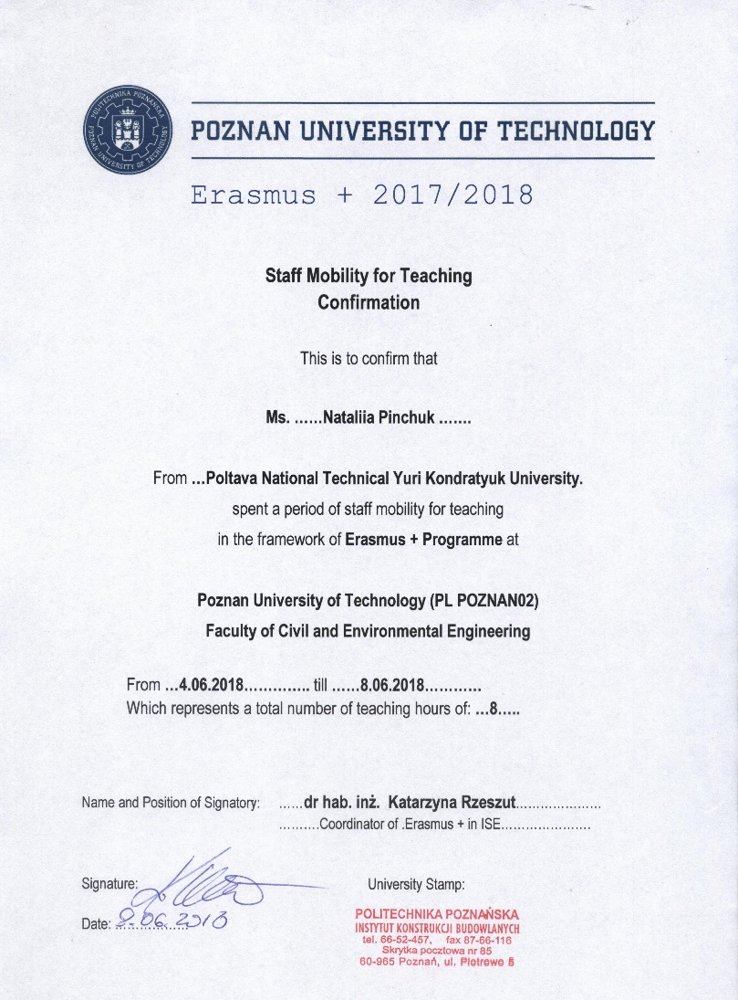 POLITECHNIKA POZNAŃSKA
POZNAN UNIVERSITY OF TECHNOLOGY
POZNAN UNIVERSITY OF TECHNOLOGY
Erasmus + 2017/2018
Staff Mobility for Teaching
Confirmation
This is to confirm that
Ms. ......Nataliia Pinchuk .......
From ...Poltava National Technical Yuri Kondratyuk University.
spent a period of staff mobility for teaching
in the framework of Erasmus + Programme at
Poznan University of Technology (PL POZNAN02)
Faculty of Civil and Environmental Engineering
From ...4.06.2018.............. till ......8.06.2018............
Which represents a total number of teaching hours of: ...8.....
Name and Position of Signatory: ......dr hab. inż. Katarzyna Rzeszut.....................
..........Coordinator of .Erasmus + in ISE......................
Signature:
University Stamp:
Date: 8.06.2018
POLITECHNIKA POZNAŃSKA
INSTYTUT KONSTRUKCJI BUDOWLANYCH
tel. 66-52-457, fax 87-66-116
Skrytka pocztowa nr 85
60-965 Poznań, ul. Piotrowo 5